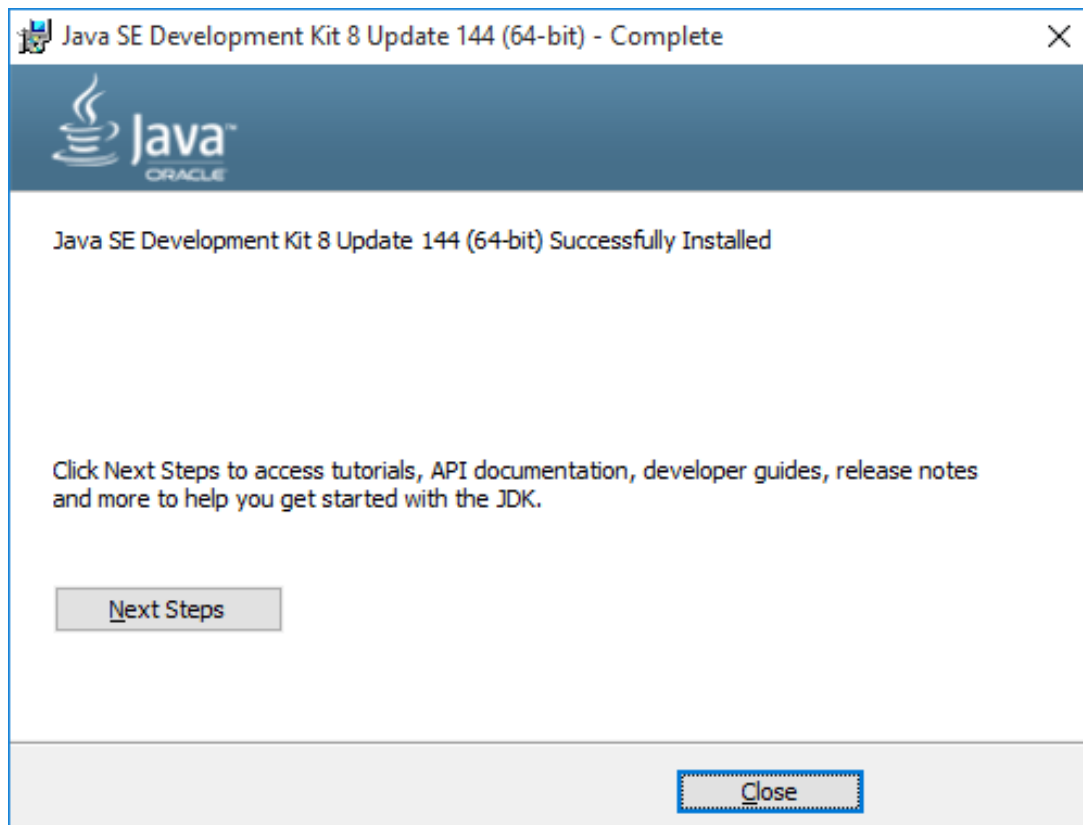 Java SE Development Kit 8 Update 144 (64-bit) - Complete
Java™
ORACLE
Java SE Development Kit 8 Update 144 (64-bit) Successfully Installed
Click Next Steps to access tutorials, API documentation, developer guides, release notes
and more to help you get started with the JDK.
Next Steps
Close